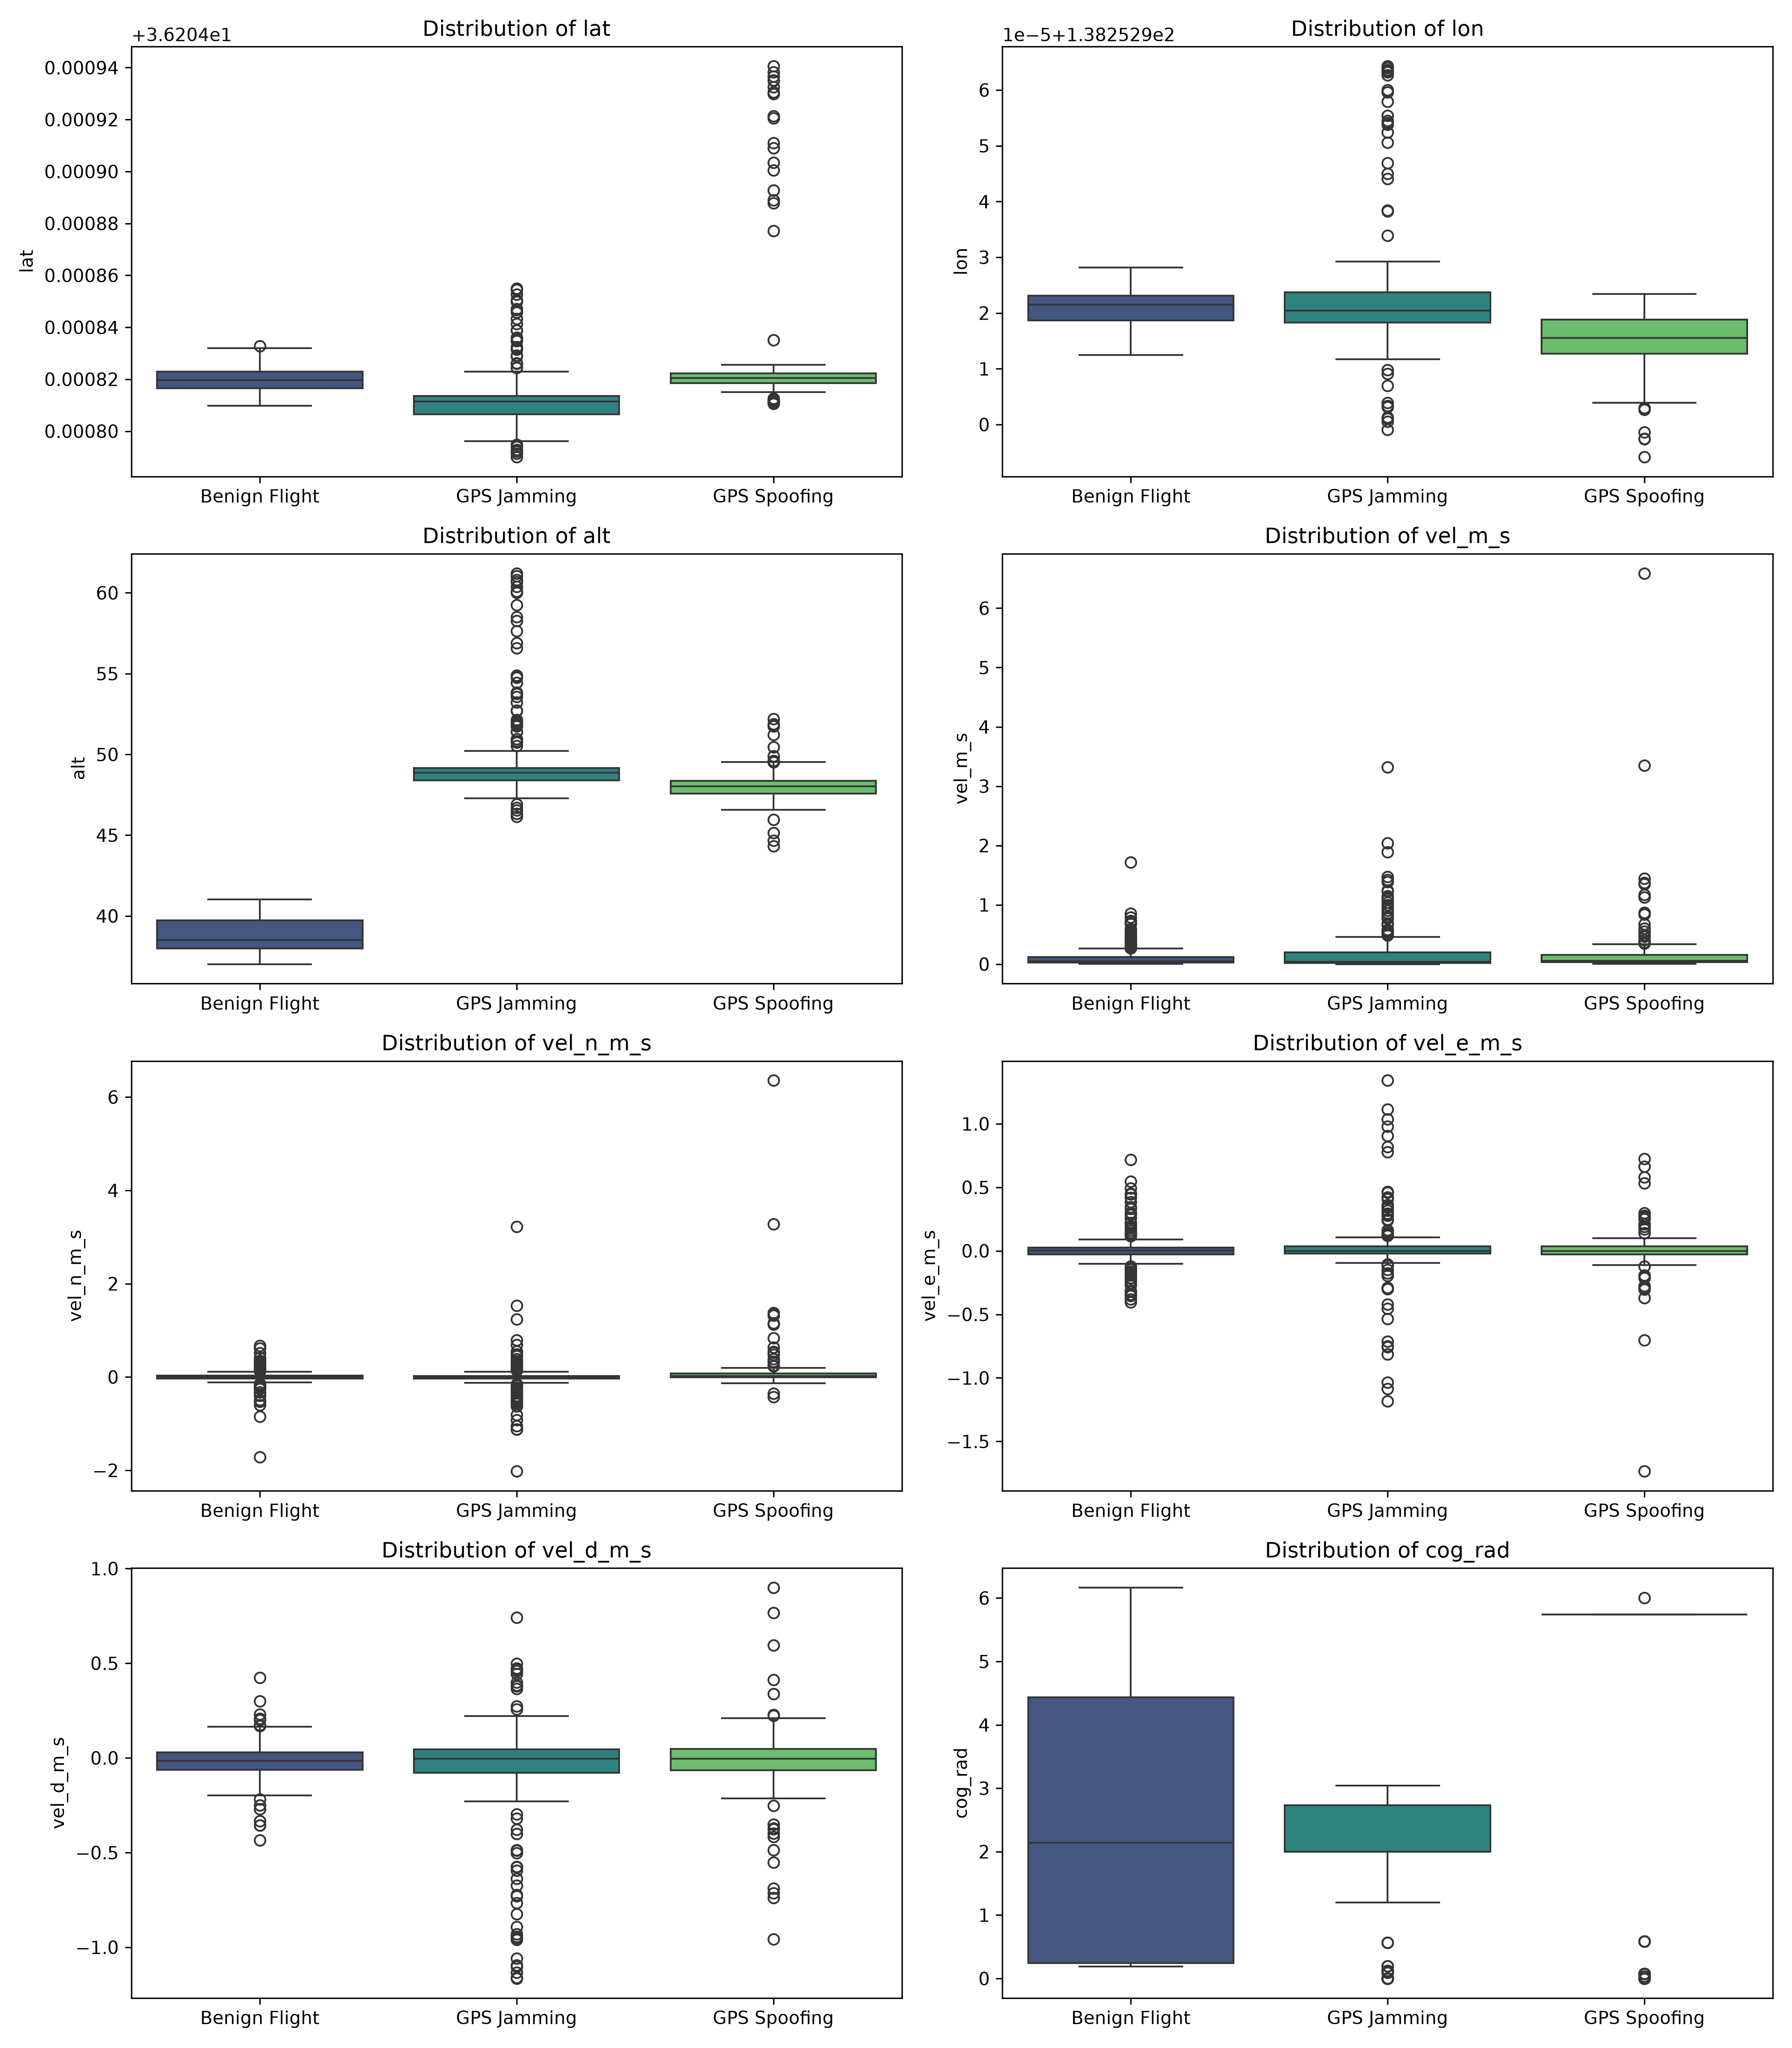 Distribution of lat
+3.6204e1
0.00094
0.00092
0.00090
0.00088
0.00086
0.00084
0.00082
0.00080
lat
Benign Flight GPS Jamming GPS Spoofing
Distribution of lon
1e−5+1.382529e2
6
5
4
3
2
1
0
lon
Benign Flight GPS Jamming GPS Spoofing
Distribution of alt
60
55
50
45
40
alt
Benign Flight GPS Jamming GPS Spoofing
Distribution of vel_m_s
6
5
4
3
2
1
0
vel_m_s
Benign Flight GPS Jamming GPS Spoofing
Distribution of vel_n_m_s
6
4
2
0
−2
vel_n_m_s
Benign Flight GPS Jamming GPS Spoofing
Distribution of vel_e_m_s
1.0
0.5
0.0
−0.5
−1.0
−1.5
vel_e_m_s
Benign Flight GPS Jamming GPS Spoofing
Distribution of vel_d_m_s
1.0
0.5
0.0
−0.5
−1.0
vel_d_m_s
Benign Flight GPS Jamming GPS Spoofing
Distribution of cog_rad
6
5
4
3
2
1
0
cog_rad
Benign Flight GPS Jamming GPS Spoofing